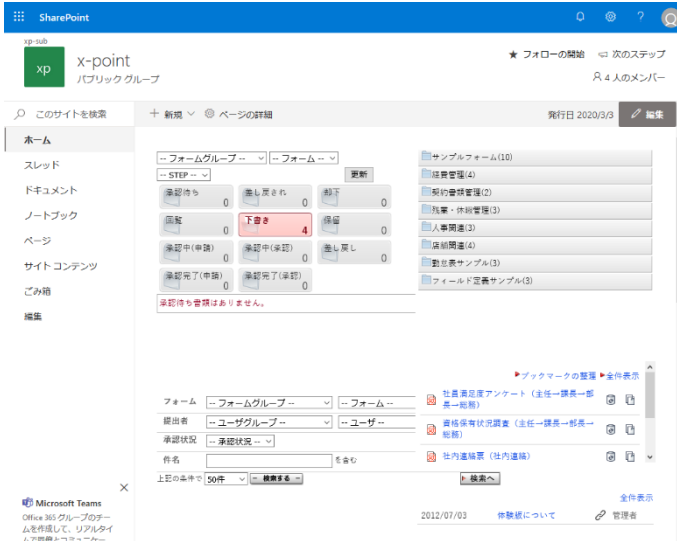 SharePoint
?
xp-sub
xp
x-point
パブリック グループ
★ フォローの開始
次のステップ
4 人のメンバー
このサイトを検索
+ 新規
ページの詳細
発行日 2020/3/3
編集
ホーム
スレッド
ドキュメント
ノートブック
ページ
サイト コンテンツ
ごみ箱
編集
-- フォームグループ --
-- フォーム --
-- STEP --
更新
承認待ち 0
差し戻され 0
却下 0
回覧 0
下書き 4
保留 0
承認中(申請) 0
承認中(承認) 0
差し戻し 0
承認完了(申請) 0
承認完了(承認) 0
承認待ち書類はありません。
サンプルフォーム(10)
経費管理(4)
契約書類管理(2)
残業・休暇管理(3)
人事関連(3)
店舗関連(4)
勤怠表サンプル(3)
フィールド定義サンプル(3)
ブックマークの整理 全件表示
フォーム -- フォームグループ -- -- フォーム --
提出者 -- ユーザグループ -- -- ユーザ --
承認状況 -- 承認状況 --
件名 を含む
上記の条件で 50件 - 検索する -
社員満足度アンケート（主任→課長→部
長→総務）
資格保有状況調査（主任→課長→部長→
総務）
社内連絡票（社内連絡）
検索へ
全件表示
2012/07/03 体験版について 管理者
×
Microsoft Teams
Office 365 グループのチー
ムを作成して、リアルタイ